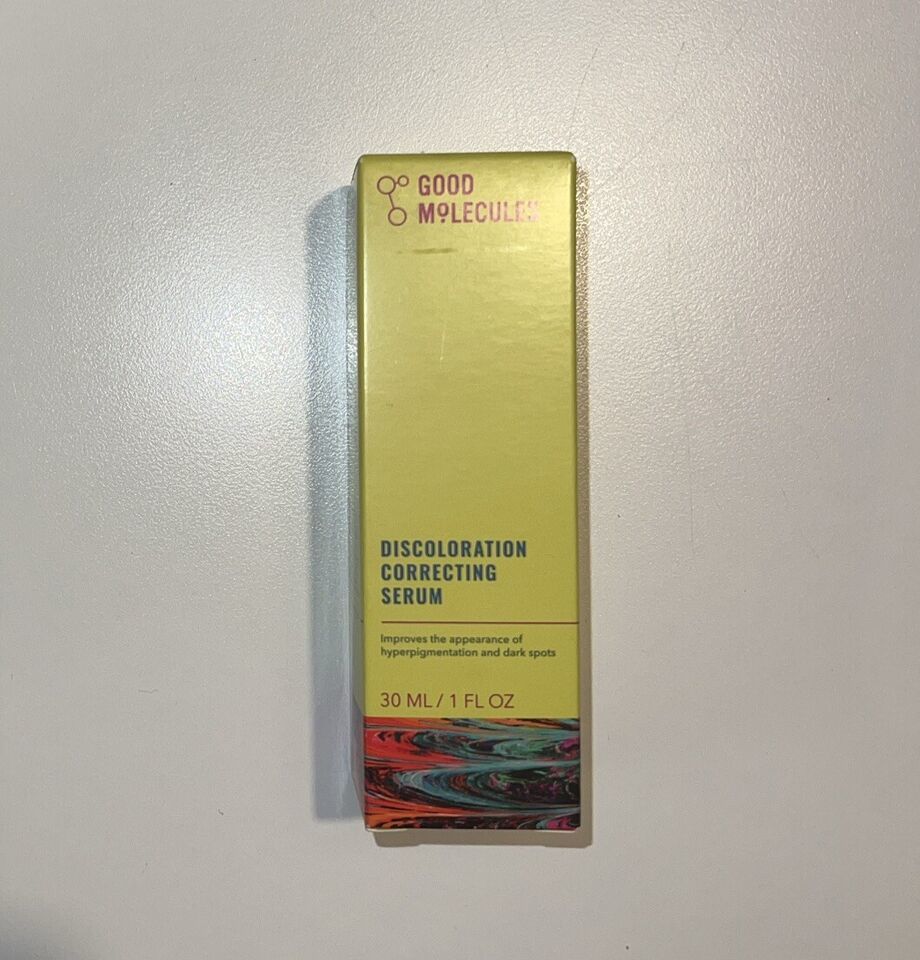 GOOD
MOLECULES
DISCOLORATION
CORRECTING
SERUM
Improves the appearance of
hyperpigmentation and dark spots
30 ML / 1 FL OZ